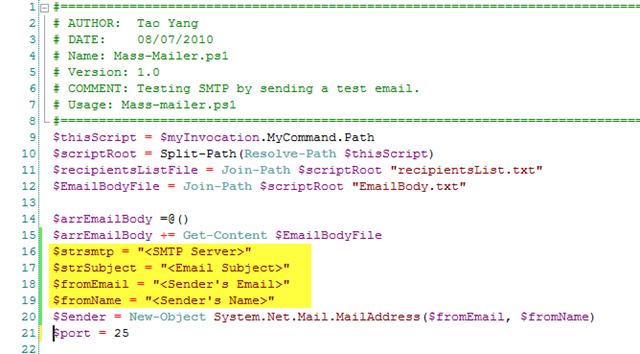 1 #==============================================================================
2 # AUTHOR:  Tao Yang
3 # DATE:    08/07/2010
4 # Name: Mass-Mailer.ps1
5 # Version: 1.0
6 # COMMENT: Testing SMTP by sending a test email.
7 # Usage: Mass-mailer.ps1
8 #==============================================================================
9 $thisScript = $myInvocation.MyCommand.Path
10 $scriptRoot = Split-Path(Resolve-Path $thisScript)
11 $recipientsListFile = Join-Path $scriptRoot "recipientsList.txt"
12 $EmailBodyFile = Join-Path $scriptRoot "EmailBody.txt"
13
14 $arrEmailBody =@()
15 $arrEmailBody += Get-Content $EmailBodyFile
16 $strsmtp = "<SMTP Server>"
17 $strSubject = "<Email Subject>"
18 $fromEmail = "<Sender's Email>"
19 $fromName = "<Sender's Name>"
20 $Sender = New-Object System.Net.Mail.MailAddress($fromEmail, $fromName)
21 $port = 25
22